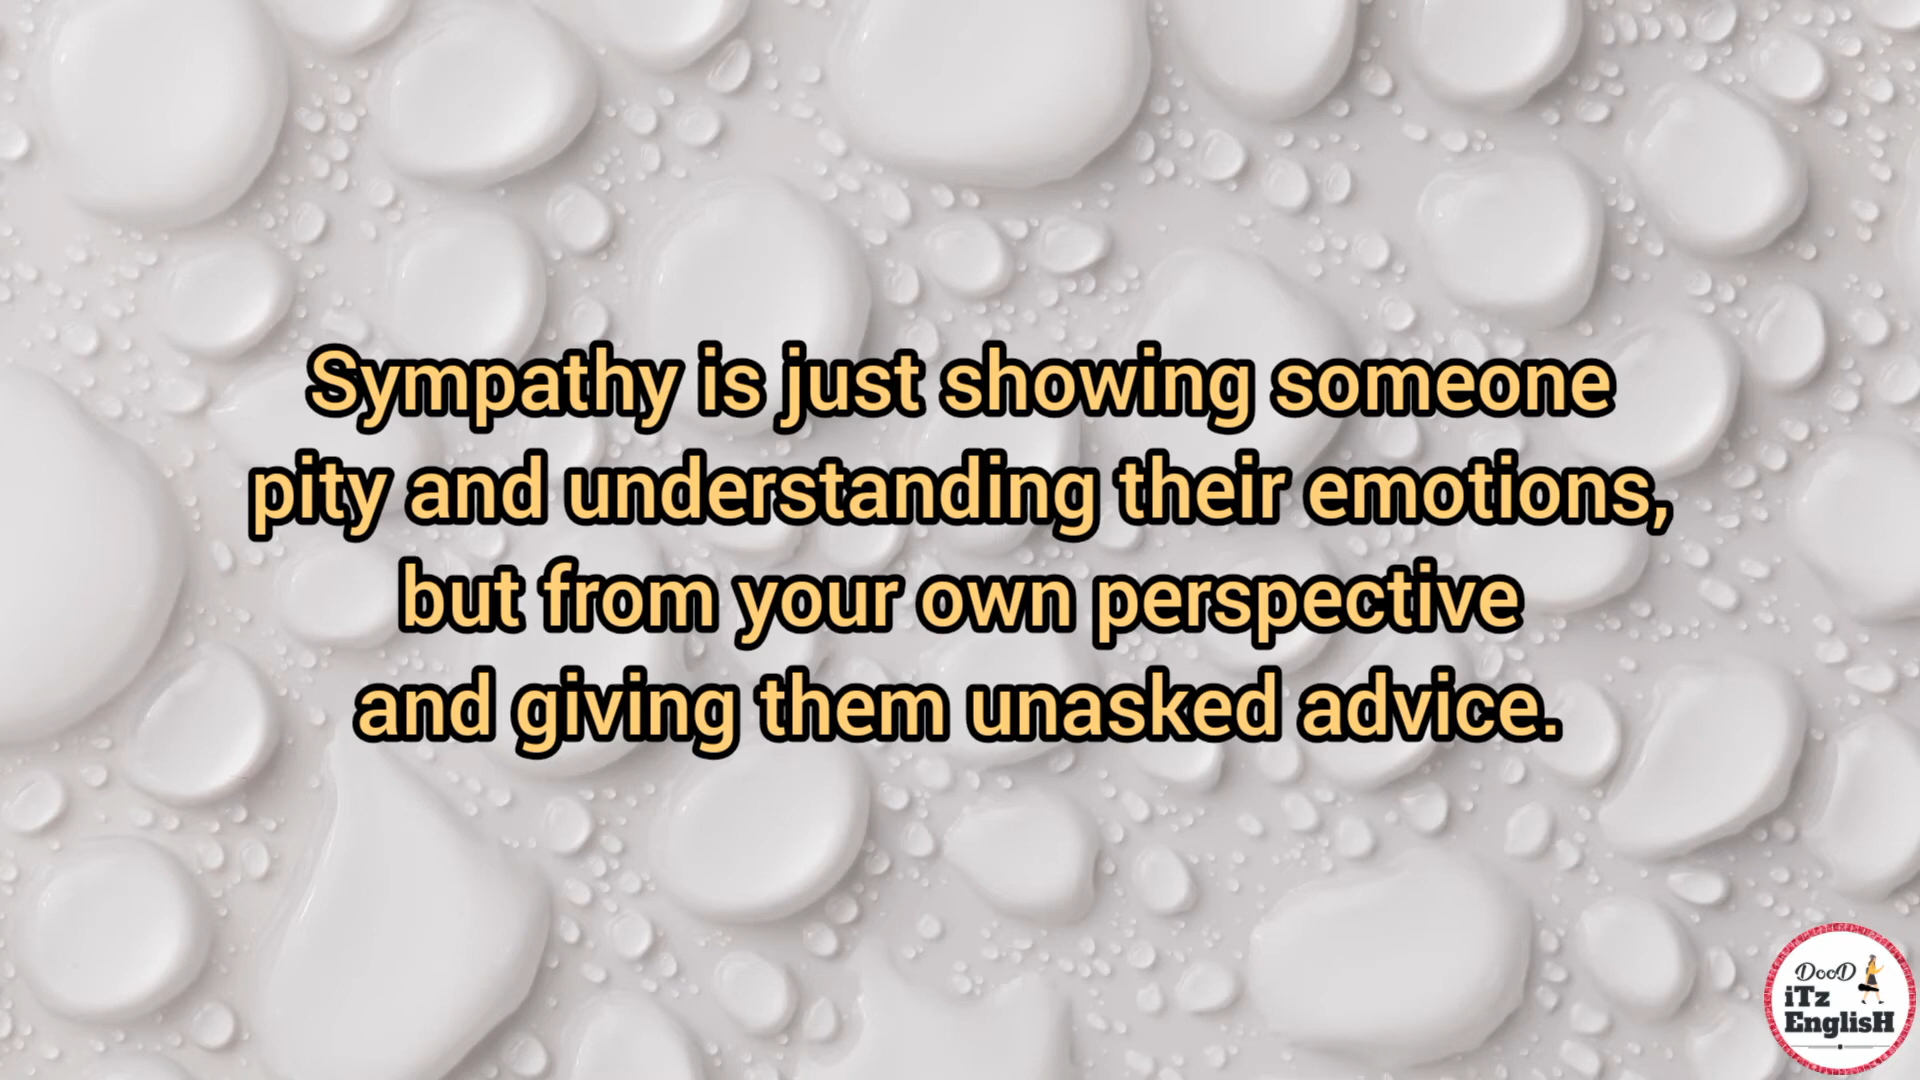 Sympathy is just showing someone
pity and understanding their emotions,
but from your own perspective
and giving them unasked advice.
DooD
iTz
EnglisH